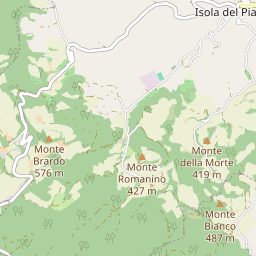 Isola del Pia
Monte
Brardo
576 m
Monte
Romanino
427 m
Monte
della Morte
419 m
Monte
Bianco
487 m